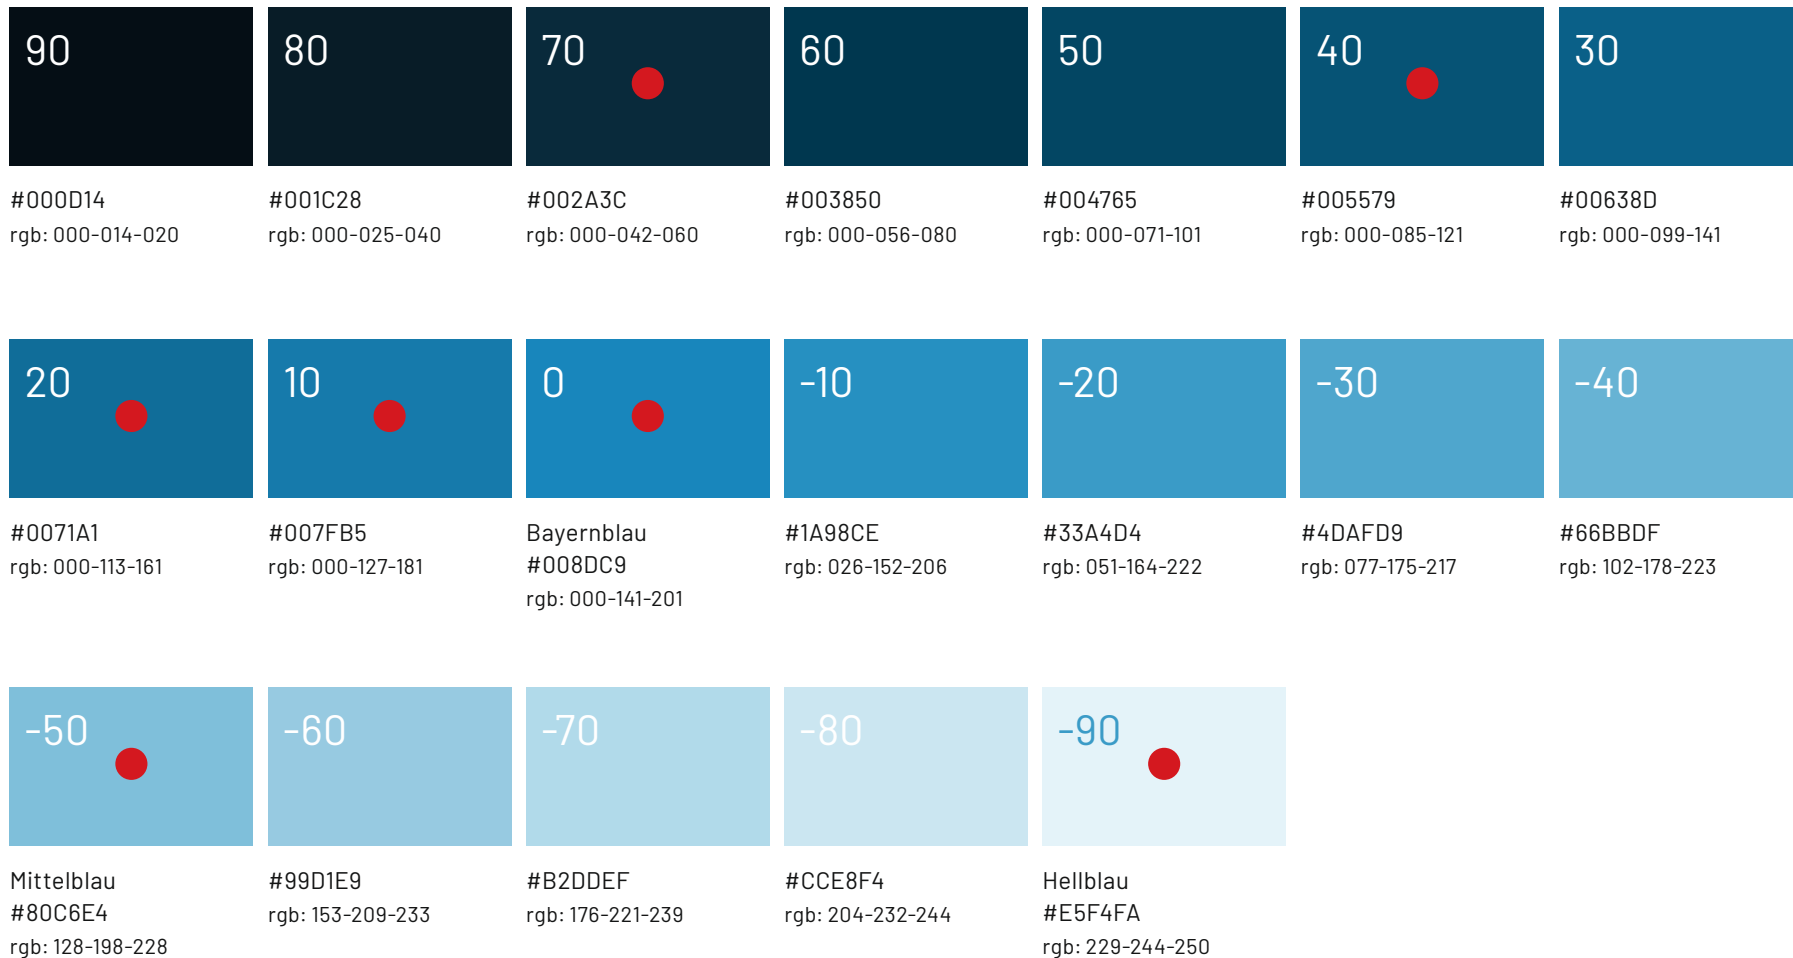 90
80
70
60
50
40
30
#000D14
#001C28
#002A3C
#003850
#004765
#005579
#00638D
rgb: 000-014-020
rgb: 000-025-040
rgb: 000-042-060
rgb: 000-056-080
rgb: 000-071-101
rgb: 000-085-121
rgb: 000-099-141
20
10
0
-10
-20
-30
-40
#0071A1
#007FB5
Bayernblau
#008DC9
#1A98CE
#33A4D4
#4DAFD9
#66BBDF
rgb: 000-113-161
rgb: 000-127-181
rgb: 000-141-201
rgb: 026-152-206
rgb: 051-164-222
rgb: 077-175-217
rgb: 102-178-223
-50
-60
-70
-80
-90
Mittelblau
#80C6E4
rgb: 128-198-228
#99D1E9
rgb: 153-209-233
#B2DDEF
rgb: 176-221-239
#CCE8F4
rgb: 204-232-244
Hellblau
#E5F4FA
rgb: 229-244-250